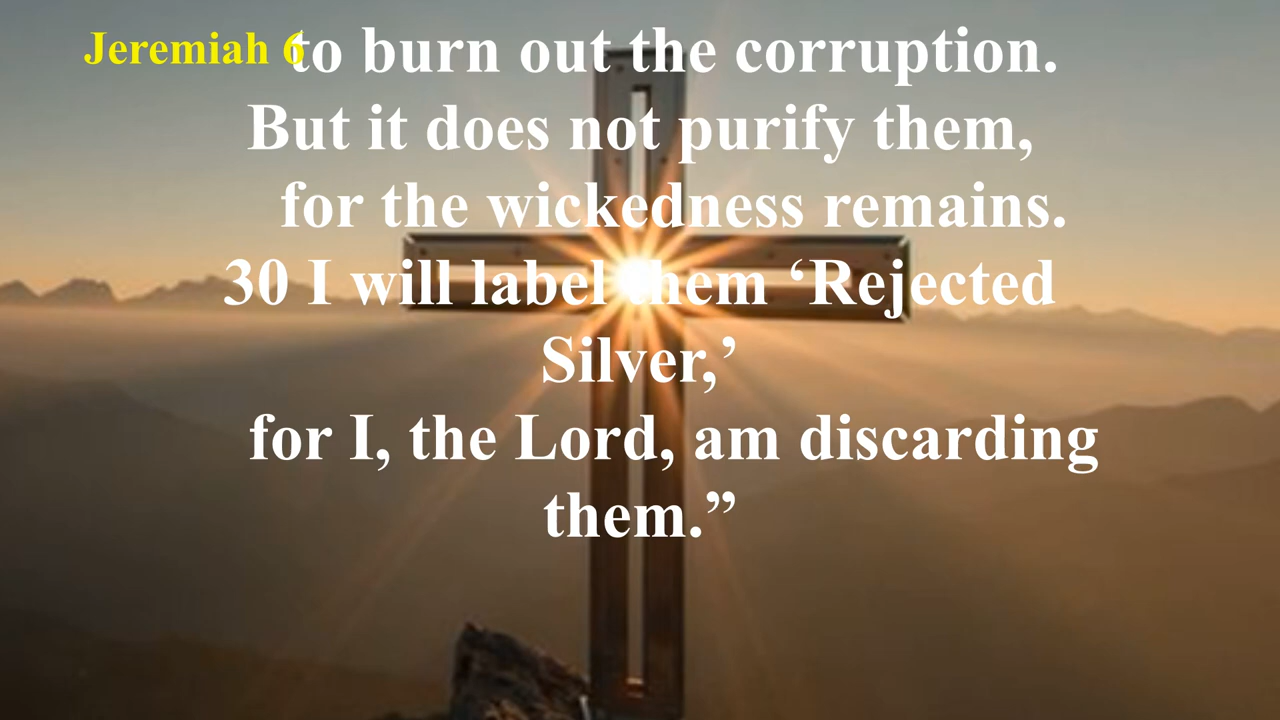 Jeremiah 6
to burn out the corruption.
But it does not purify them,
for the wickedness remains.
30 I will label them ‘Rejected
Silver,’
for I, the Lord, am discarding
them.”